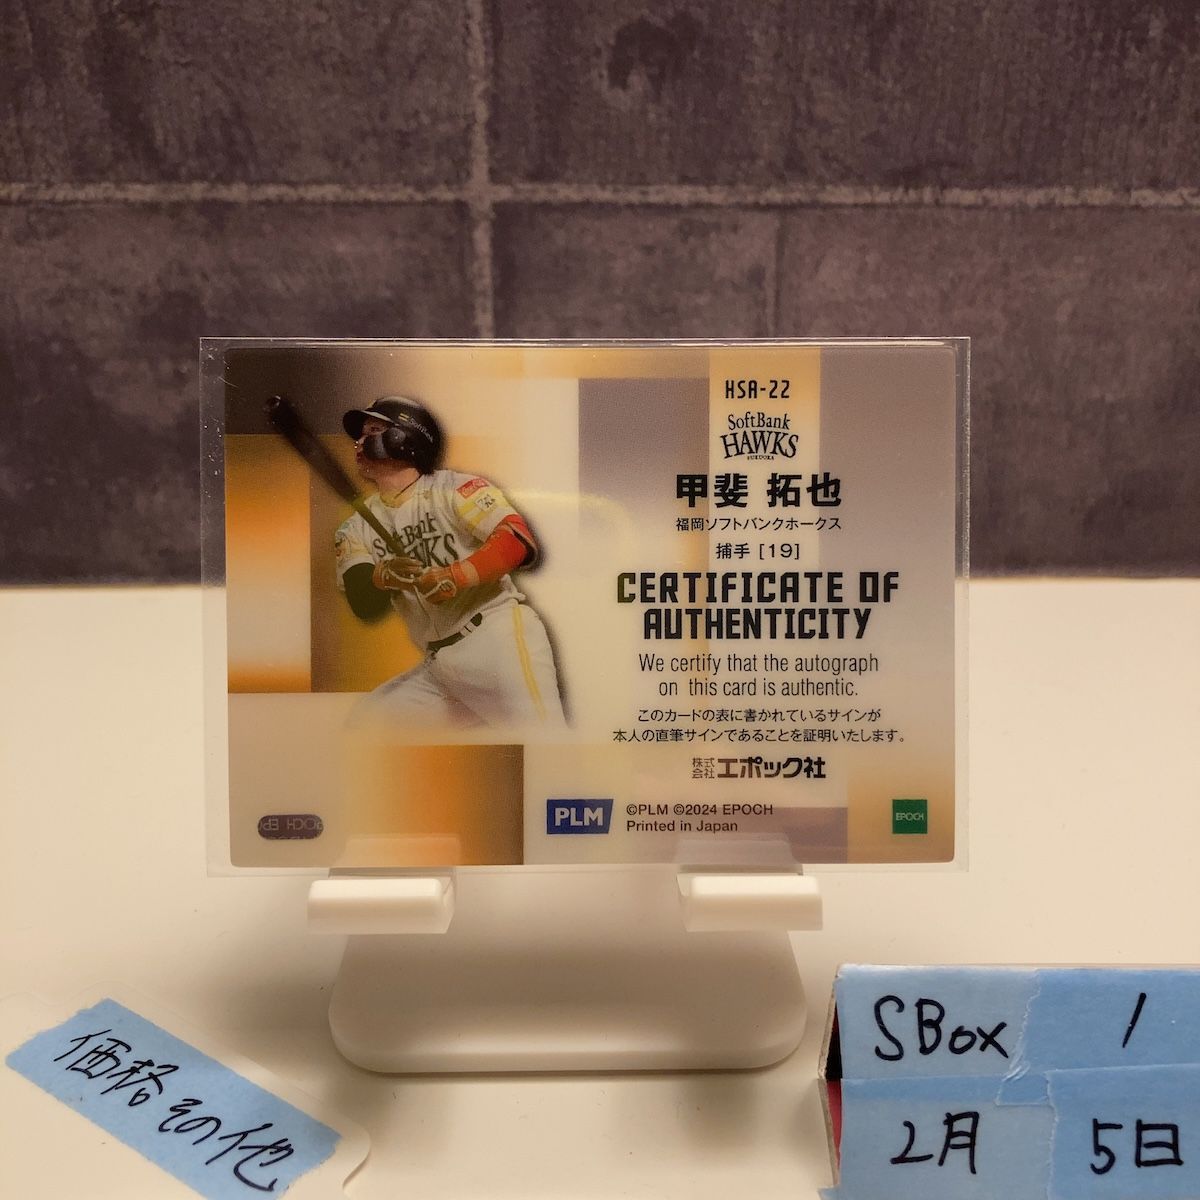 HSA-22
SoftBank
HAWKS
FUKUOKA
甲斐 拓也
福岡ソフトバンクホークス
捕手 [19]
CERTIFICATE OF
AUTHENTICITY
We certify that the autograph
on this card is authentic.
このカードの表に書かれているサインが
本人の直筆サインであることを証明いたします。
株式会社エポック社
PLM
©PLM ©2024 EPOCH
Printed in Japan
EPOCH
SoftBank
SoftBank
価格その他
SBox 1
2月 5日